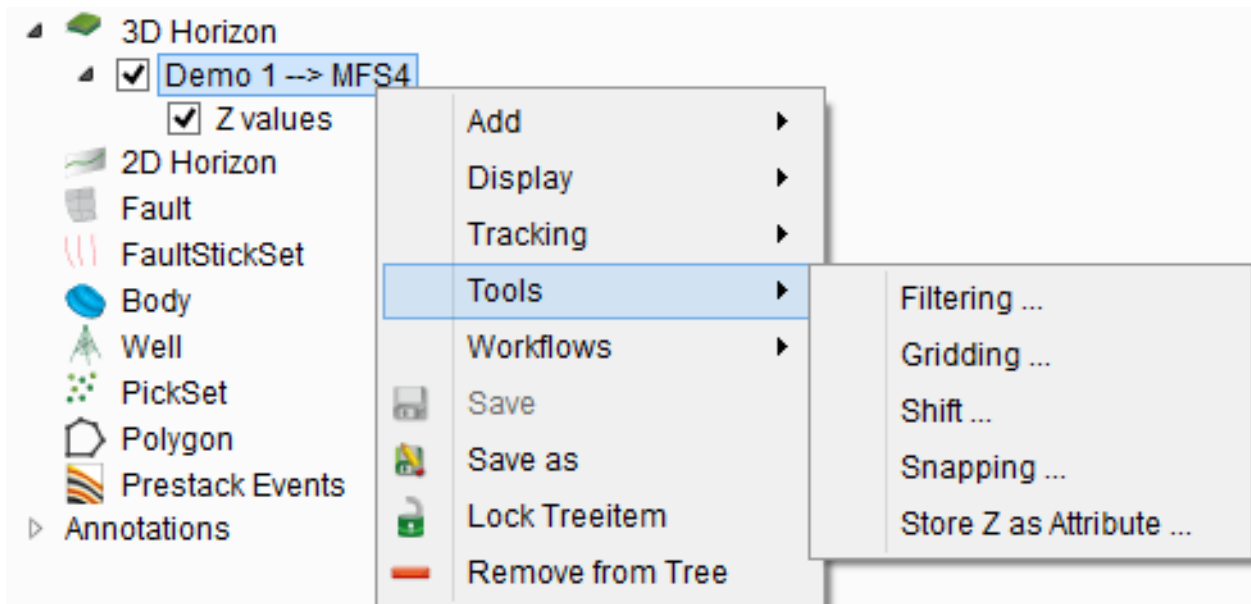 3D Horizon
Demo 1 --> MFS4
Z values
2D Horizon
Fault
FaultStickSet
Body
Well
PickSet
Polygon
Prestack Events
Annotations
Add
Display
Tracking
Tools
Workflows
Save
Save as
Lock Treeitem
Remove from Tree
Filtering ...
Gridding ...
Shift ...
Snapping ...
Store Z as Attribute ...